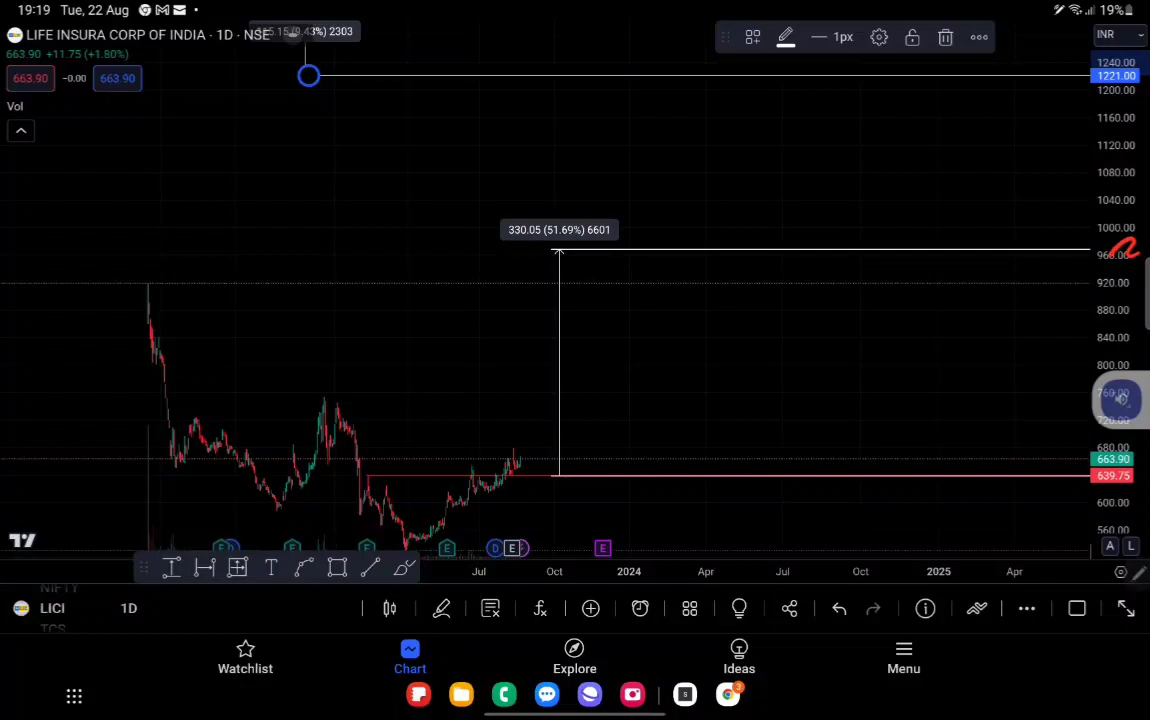 19:19 Tue, 22 Aug
19%
LIFE INSURA CORP OF INDIA · 1D · NSE
(9.43%) 2303
1px
INR
663.90 +11.75 (+1.80%)
663.90 −0.00 663.90
Vol
1240.00
1221.00
1200.00
1160.00
1120.00
1080.00
1040.00
1000.00
330.05 (51.69%) 6601
960.00
920.00
880.00
840.00
800.00
760.00
720.00
680.00
663.90
639.75
600.00
560.00
E D E E E D E E
A L
T
Jul Oct 2024 Apr Jul Oct 2025 Apr
NIFTY
LICI 1D
TCS
Watchlist Chart Explore Ideas Menu
3